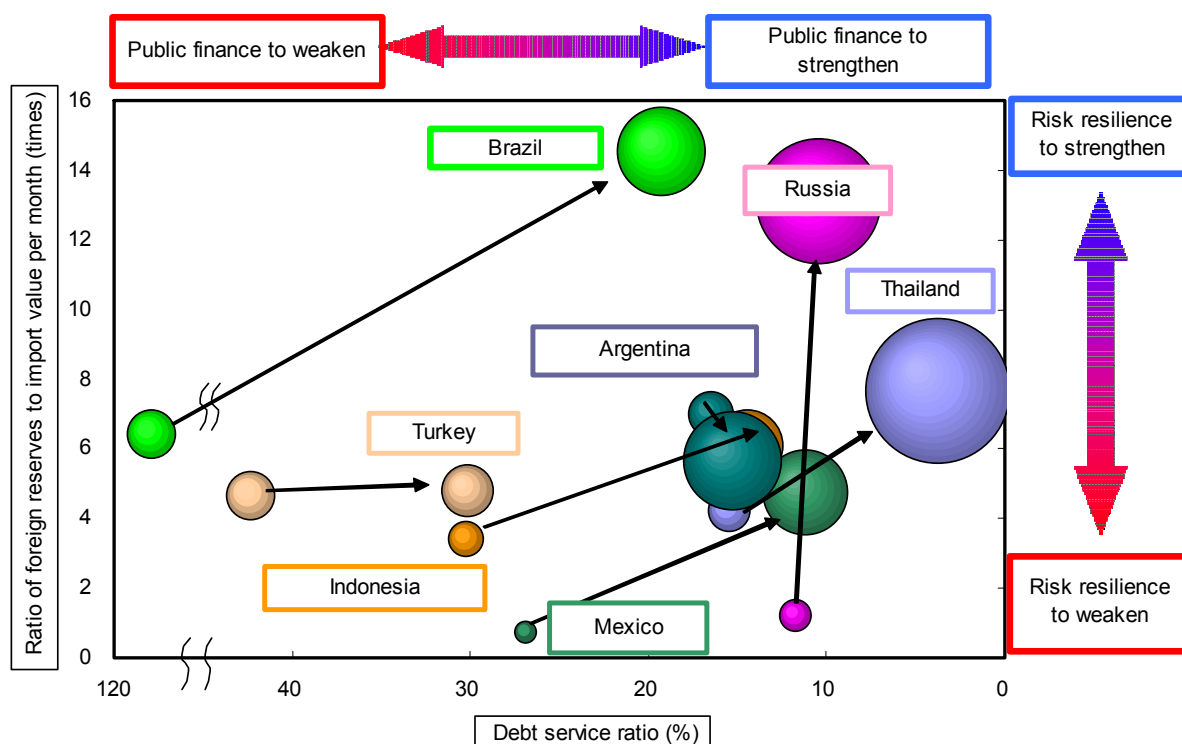 Public finance to weaken
Public finance to
strengthen
Ratio of foreign reserves to import value per month (times)
16
14
12
10
8
6
4
2
0
Brazil
Russia
Thailand
Argentina
Turkey
Indonesia
Mexico
Risk resilience
to strengthen
Risk resilience
to weaken
120
40
30
20
10
0
Debt service ratio (%)